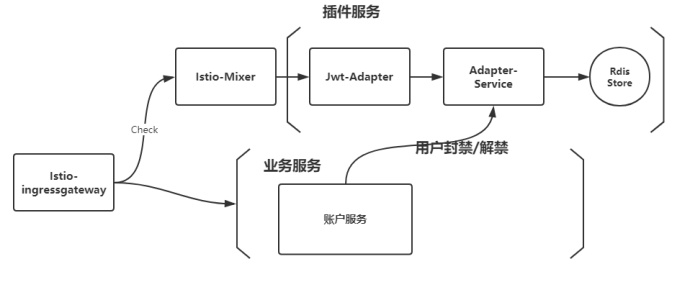 插件服务
Istio-Mixer
Jwt-Adapter
Adapter-
Service
Rdis
Store
Check
用户封禁/解禁
业务服务
Istio-
ingressgateway
账户服务